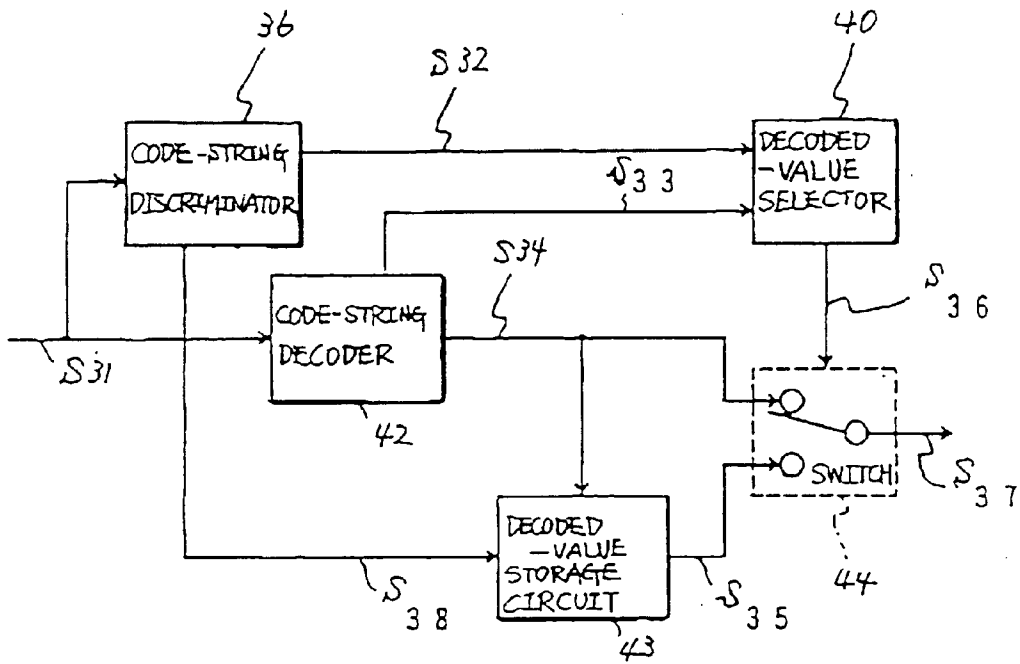 36
40
S32
CODE-STRING
DISCRIMINATOR
S33
DECODED
-VALUE
SELECTOR
S34
S36
CODE-STRING
DECODER
S31
42
SWITCH
S37
DECODED
-VALUE
STORAGE
CIRCUIT
S38
S35
44
43